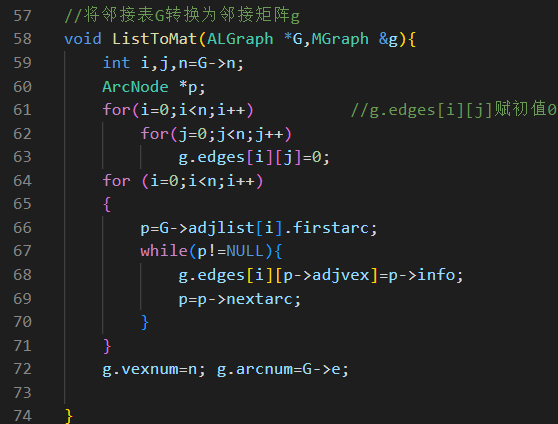 57 //将邻接表G转换为邻接矩阵g
58 void ListToMat(ALGraph *G,MGraph &g){
59     int i,j,n=G->n;
60     ArcNode *p;
61     for(i=0;i<n;i++)          //g.edges[i][j]赋初值0
62         for(j=0;j<n;j++)
63             g.edges[i][j]=0;
64     for (i=0;i<n;i++)
65     {
66         p=G->adjlist[i].firstarc;
67         while(p!=NULL){
68             g.edges[i][p->adjvex]=p->info;
69             p=p->nextarc;
70         }
71     }
72     g.vexnum=n; g.arcnum=G->e;
73
74 }